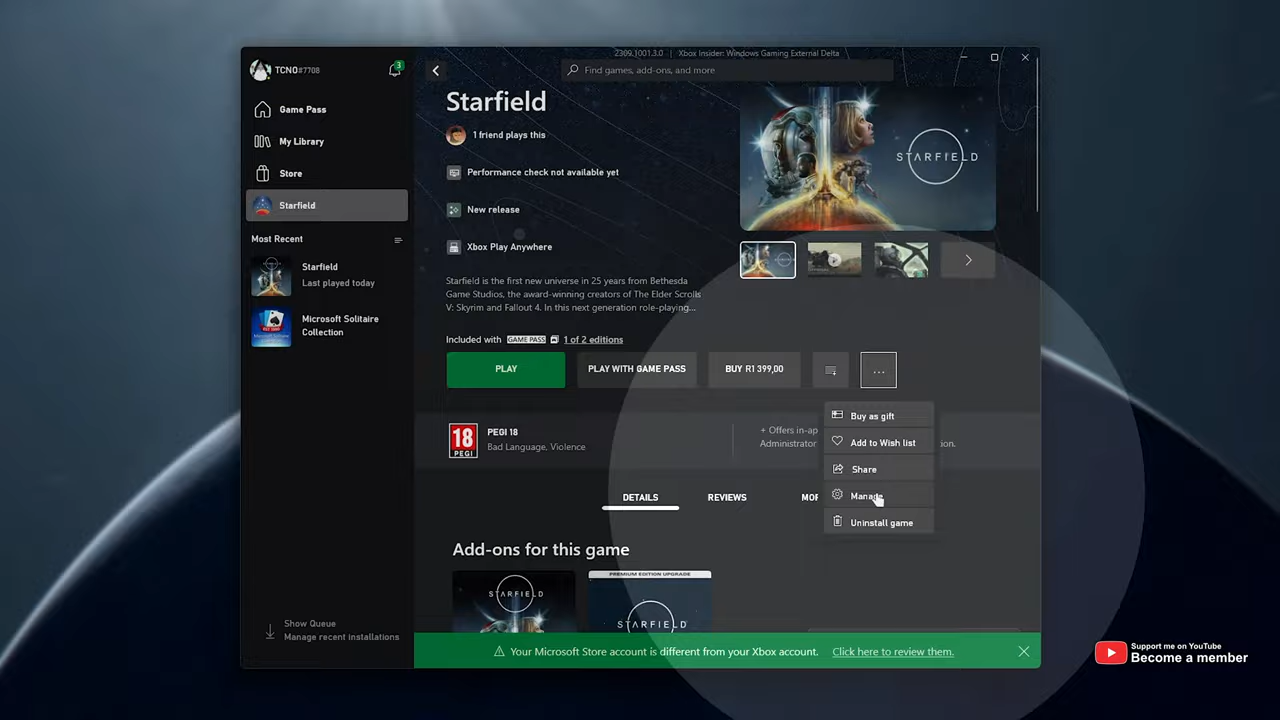 2309.1001.3.0 | Xbox Insider: Windows Gaming External Delta
TCNO#7708
3
Find games, add-ons, and more
Game Pass
My Library
Store
Starfield
Most Recent
Starfield
Last played today
Microsoft Solitaire
Collection
Show Queue
Manage recent installations
Starfield
1 friend plays this
Performance check not available yet
New release
Xbox Play Anywhere
Starfield is the first new universe in 25 years from Bethesda
Game Studios, the award-winning creators of The Elder Scrolls
V: Skyrim and Fallout 4. In this next generation role-playing...
STARFIELD
Included with GAME PASS 1 of 2 editions
PLAY
PLAY WITH GAME PASS
BUY R1 399,00
...
Buy as gift
Add to Wish list
Share
Manage
Uninstall game
18
PEGI
PEGI 18
Bad Language, Violence
+ Offers in-ap
Administrator
on.
DETAILS
REVIEWS
MOR
Add-ons for this game
STARFIELD
PREMIUM EDITION UPGRADE
STARFIELD
Your Microsoft Store account is different from your Xbox account. Click here to review them.
Support me on YouTube
Become a member